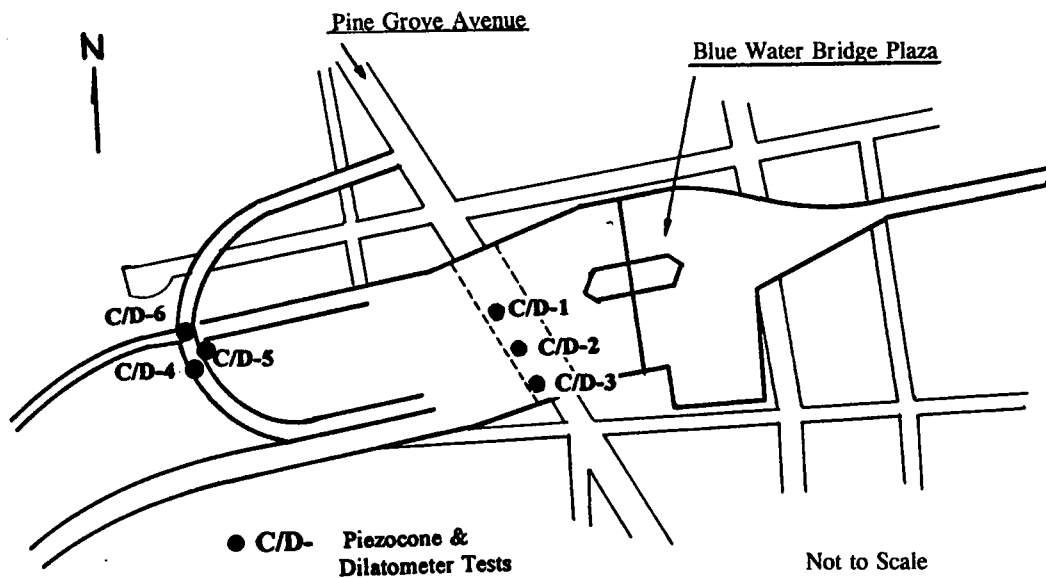 Pine Grove Avenue
N
Blue Water Bridge Plaza
C/D-6
C/D-1
C/D-5
C/D-2
C/D-4
C/D-3
● C/D- Piezocone &
Dilatometer Tests
Not to Scale